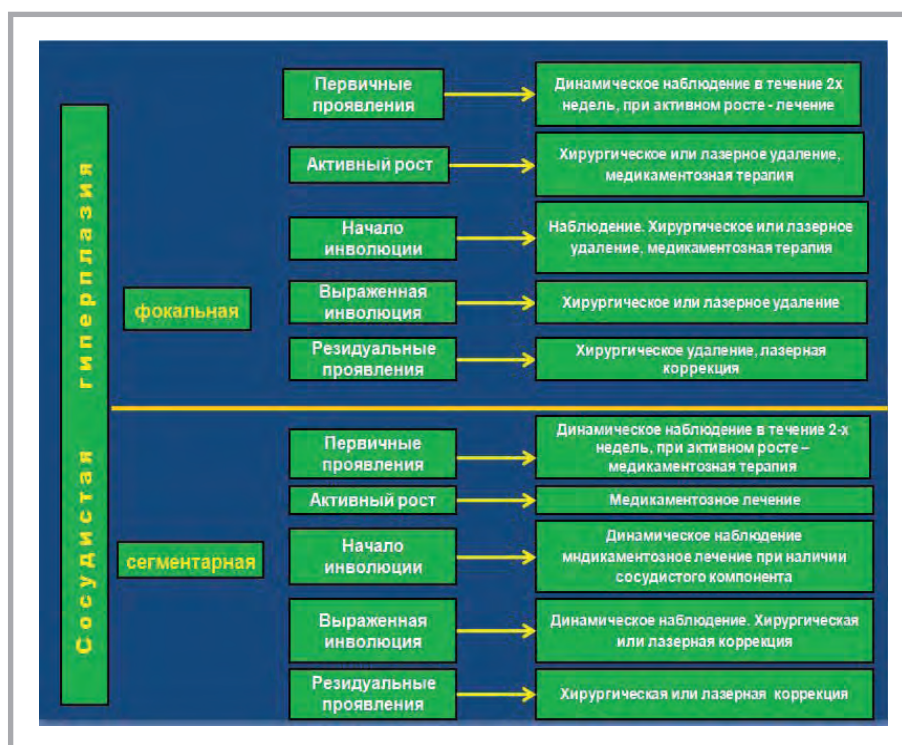 Сосудистая гиперплазия
фокальная
Первичные
проявления
Динамическое наблюдение в течение 2х
недель, при активном росте - лечение
Активный рост
Хирургическое или лазерное удаление,
медикаментозная терапия
Начало
инволюции
Наблюдение. Хирургическое или лазерное
удаление, медикаментозная терапия
Выраженная
инволюция
Хирургическое или лазерное удаление
Резидуальные
проявления
Хирургическое удаление, лазерная
коррекция
сегментарная
Первичные
проявления
Динамическое наблюдение в течение 2-х
недель, при активном росте –
медикаментозная терапия
Активный рост
Медикаментозное лечение
Начало
инволюции
Динамическое наблюдение
мндикаментозное лечение при наличии
сосудистого компонента
Выраженная
инволюция
Динамическое наблюдение. Хирургическая
или лазерная коррекция
Резидуальные
проявления
Хирургическая или лазерная коррекция